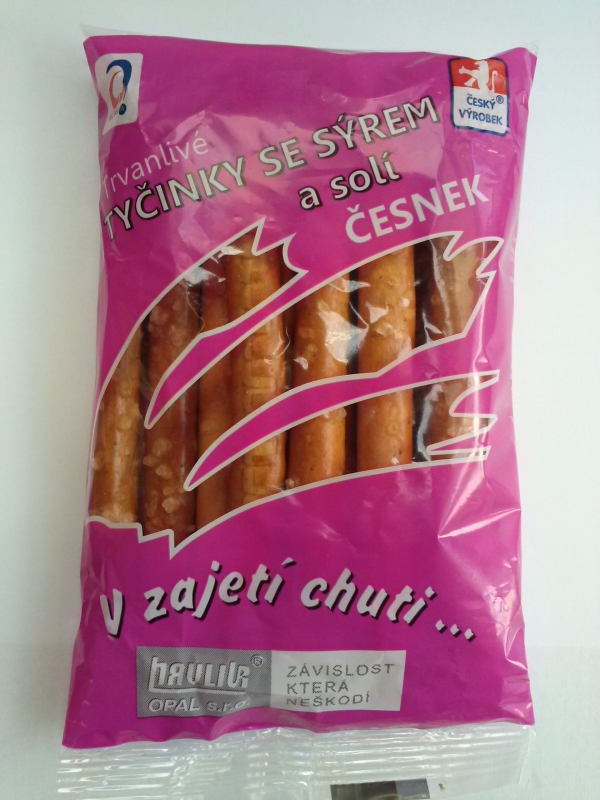 ČESKÝ®
VÝROBEK
Trvanlivé
TYČINKY SE SÝREM
a solí
ČESNEK
V zajetí chuti...
havlík®
OPAL s.r.o.
ZÁVISLOST
KTERÁ
NEŠKODÍ